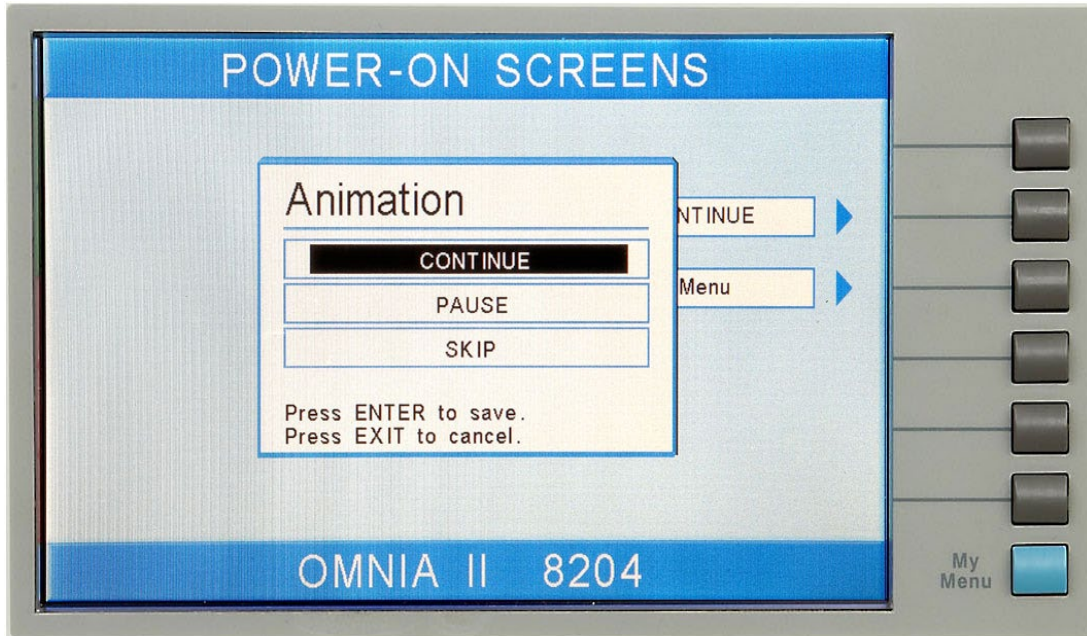 POWER-ON SCREENS
Animation
CONTINUE
PAUSE
SKIP
Press ENTER to save.
Press EXIT to cancel.
NTINUE
Menu
OMNIA II 8204
My
Menu